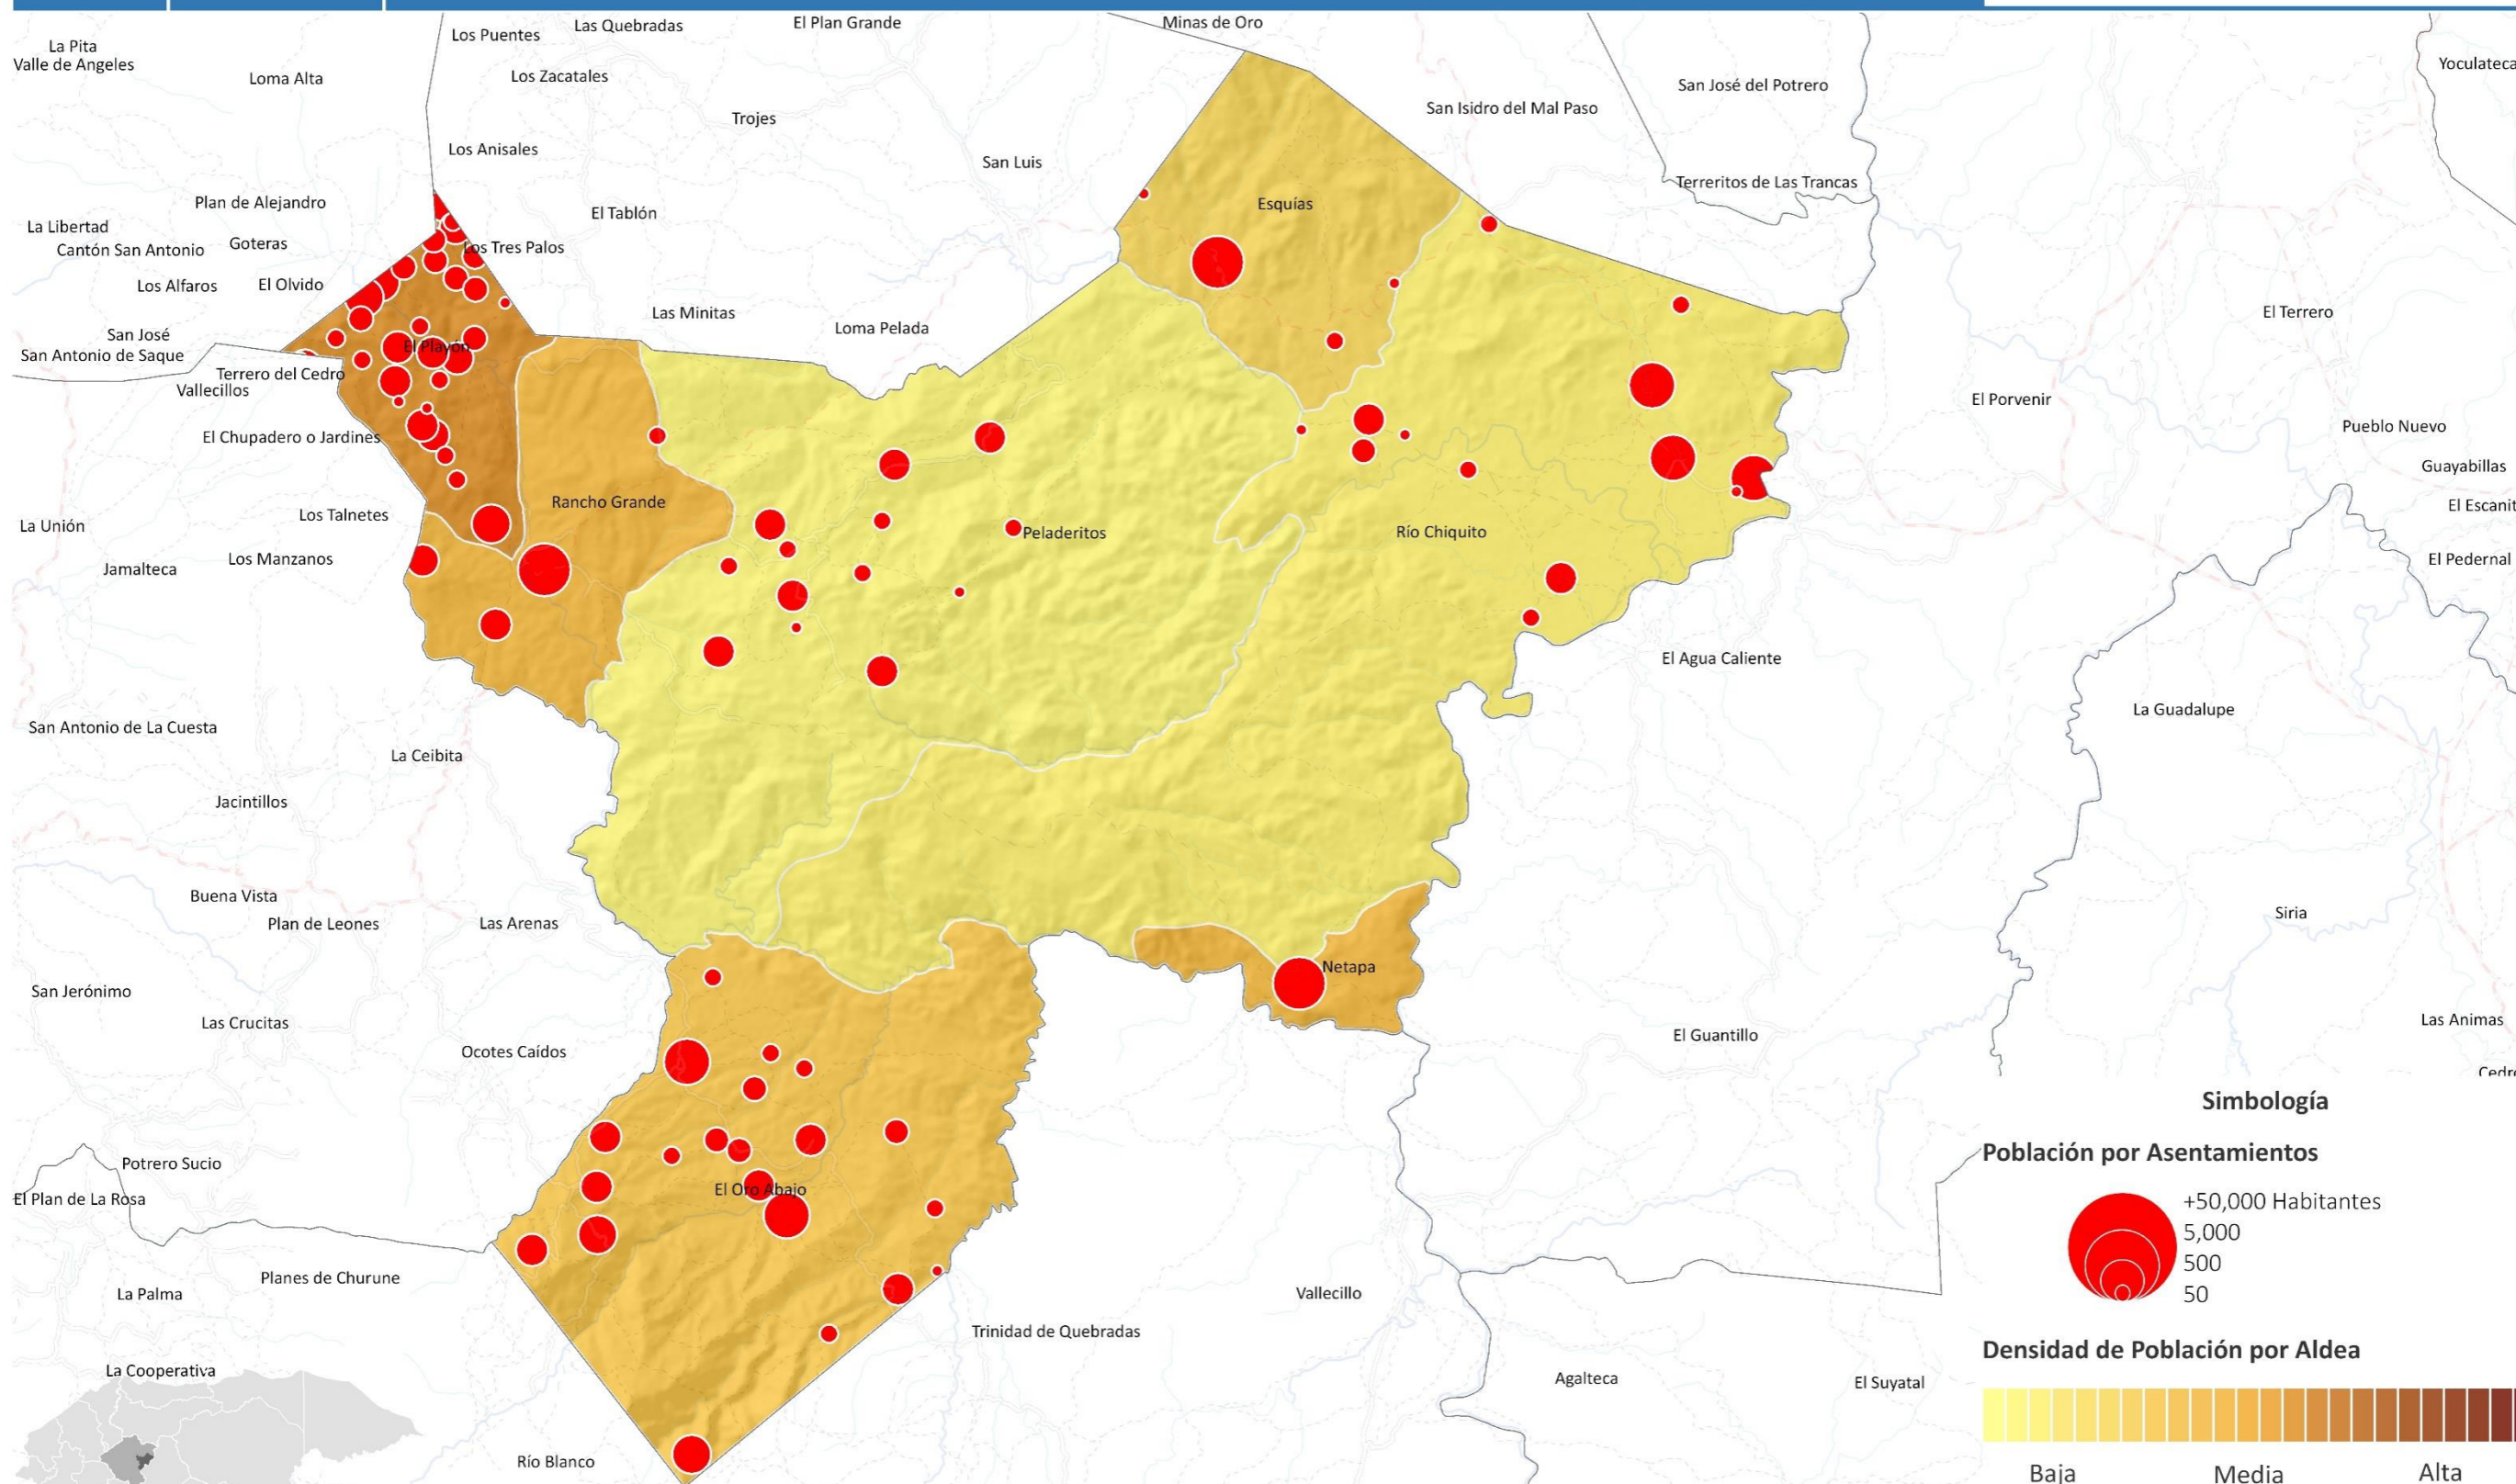 Minas de Oro
El Plan Grande
Las Quebradas
Los Puentes
La Pita
Valle de Angeles
Loma Alta
Los Zacatales
Yoculateca
San José del Potrero
San Isidro del Mal Paso
Trojes
Los Anisales
San Luis
Terreritos de Las Trancas
Plan de Alejandro
Esquías
El Tablón
La Libertad
Cantón San Antonio
Goteras
Los Tres Palos
Los Alfaros
El Olvido
Las Minitas
El Terrero
Loma Pelada
San José
San Antonio de Saque
El Playón
Terrero del Cedro
Vallecillos
El Porvenir
Pueblo Nuevo
El Chupadero o Jardines
Guayabillas
Rancho Grande
El Escanit
La Unión
Los Talnetes
Peladeritos
Río Chiquito
Los Manzanos
El Pedernal
Jamalteca
El Agua Caliente
La Guadalupe
San Antonio de La Cuesta
La Ceibita
Jacintillos
Buena Vista
Plan de Leones
Las Arenas
Siria
Netapa
San Jerónimo
Las Crucitas
Las Animas
El Guantillo
Ocotes Caídos
Cedr
Potrero Sucio
El Plan de La Rosa
El Oro Abajo
Planes de Churune
La Palma
Vallecillo
Trinidad de Quebradas
La Cooperativa
Agalteca
El Suyatal
Río Blanco
Simbología
Población por Asentamientos
+50,000 Habitantes
5,000
500
50
Densidad de Población por Aldea
Baja Media Alta